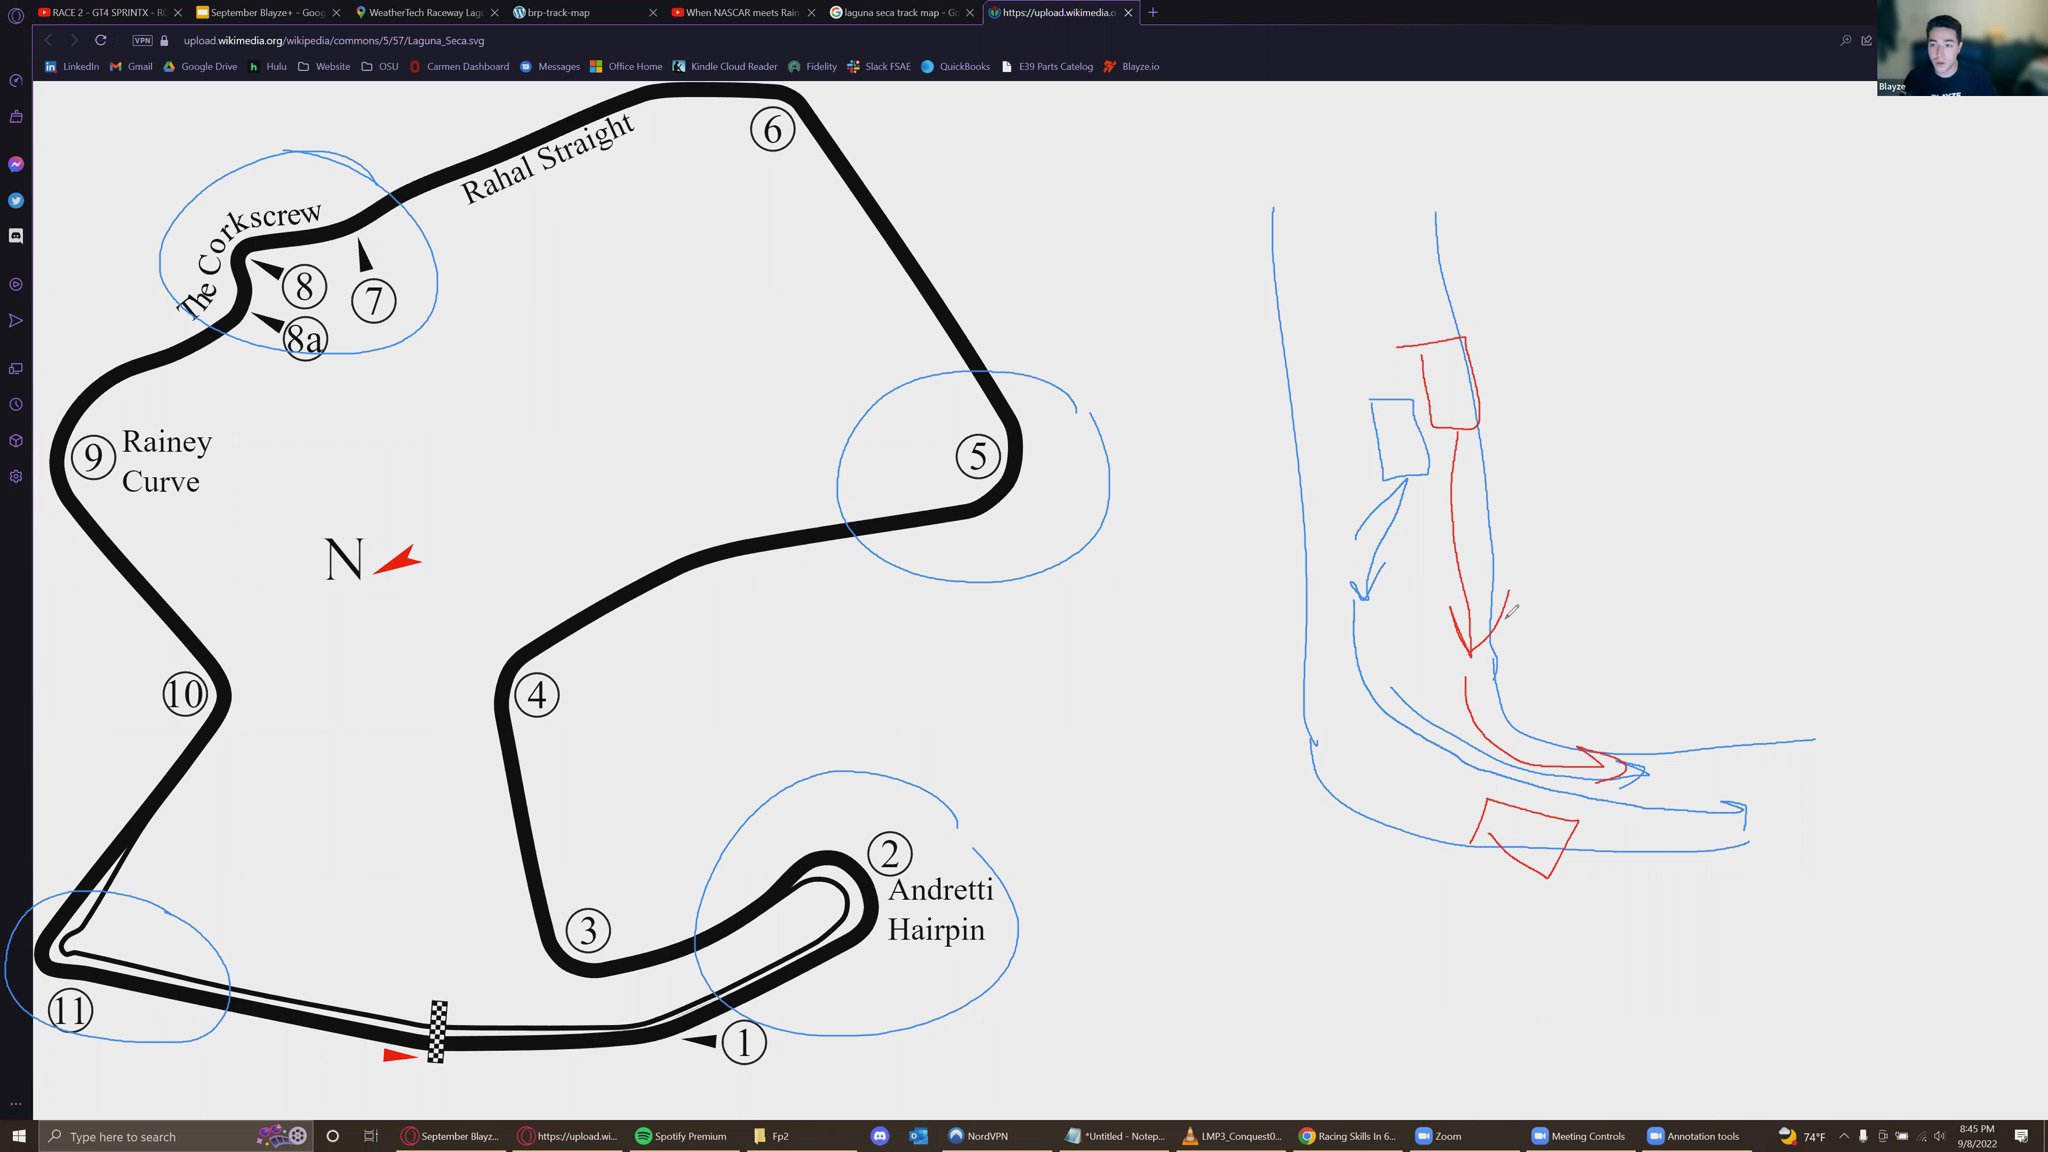 RACE 2 - GT4 SPRINTX - RO
September Blayze+ - Goog
WeatherTech Raceway Lagu
brp-track-map
When NASCAR meets Rain
laguna seca track map - Go
https://upload.wikimedia.o
VPN
upload.wikimedia.org/wikipedia/commons/5/57/Laguna_Seca.svg
LinkedIn
Gmail
Google Drive
Hulu
Website
OSU
Carmen Dashboard
Messages
Office Home
Kindle Cloud Reader
Fidelity
Slack FSAE
QuickBooks
E39 Parts Catelog
Blayze.io
Blayze
6
Rahal Straight
The Corkscrew
8
7
8a
5
9
Rainey
Curve
N
10
4
2
Andretti
Hairpin
3
11
1
Type here to search
September Blayz...
https://upload.wi...
Spotify Premium
Fp2
NordVPN
*Untitled - Notep...
LMP3_Conquest0...
Racing Skills In 6...
Zoom
Meeting Controls
Annotation tools
74°F
8:45 PM
9/8/2022